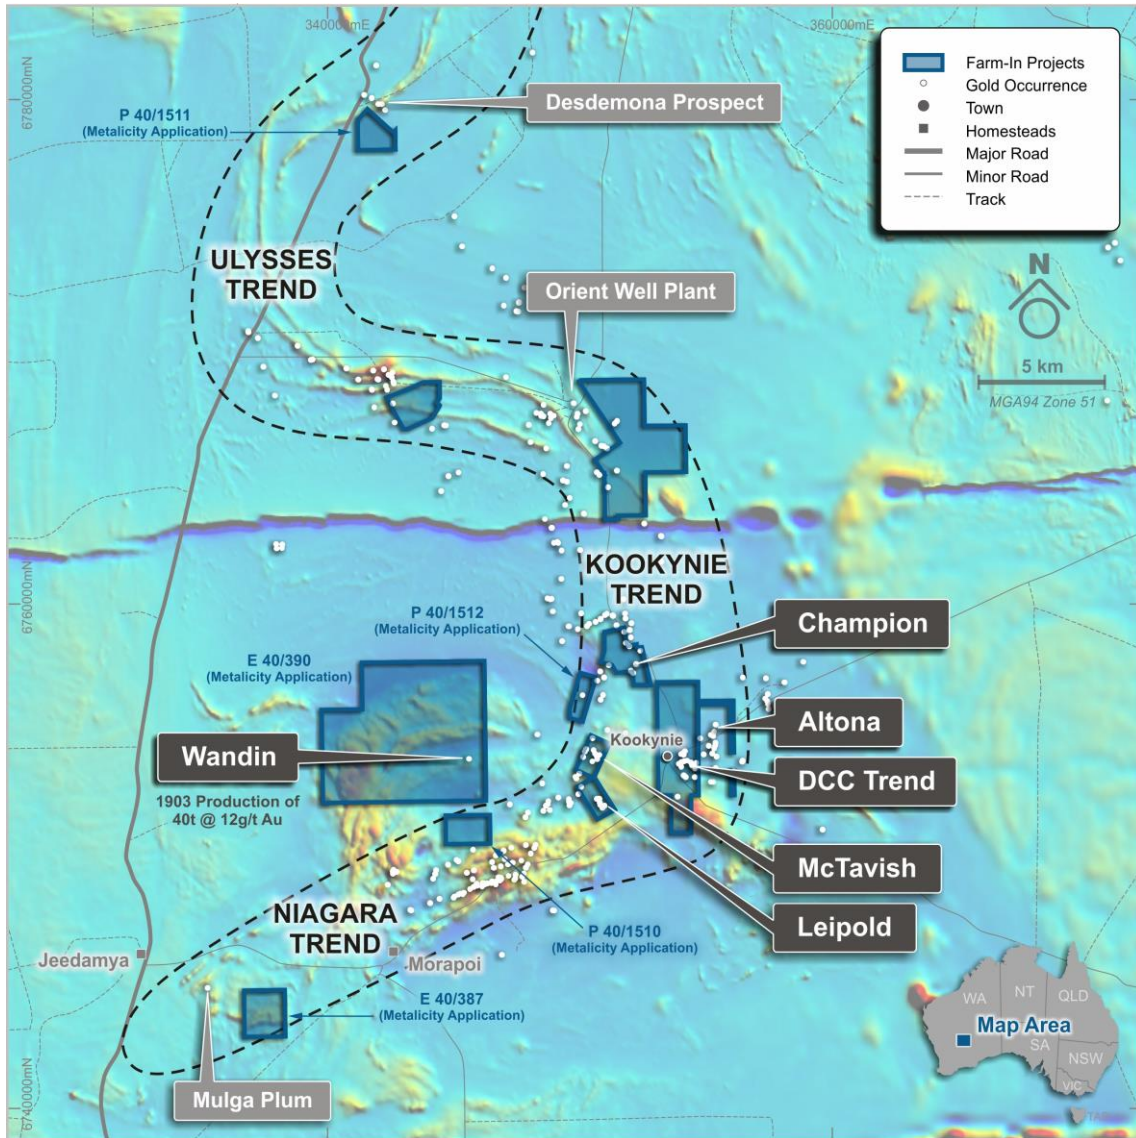 340000mE
360000mE
6780000mN
6760000mN
6740000mN
Farm-In Projects
Gold Occurrence
Town
Homesteads
Major Road
Minor Road
Track
N
5 km
MGA94 Zone 51
Desdemona Prospect
P 40/1511
(Metalicity Application)
ULYSSES
TREND
Orient Well Plant
KOOKYNIE
TREND
P 40/1512
(Metalicity Application)
Champion
E 40/390
(Metalicity Application)
Altona
Kookynie
Wandin
DCC Trend
1903 Production of
40t @ 12g/t Au
McTavish
NIAGARA
TREND
Leipold
P 40/1510
(Metalicity Application)
Jeedamya
Morapoi
E 40/387
(Metalicity Application)
Mulga Plum
WA
NT
QLD
Map Area
SA
NSW
VIC
TAS